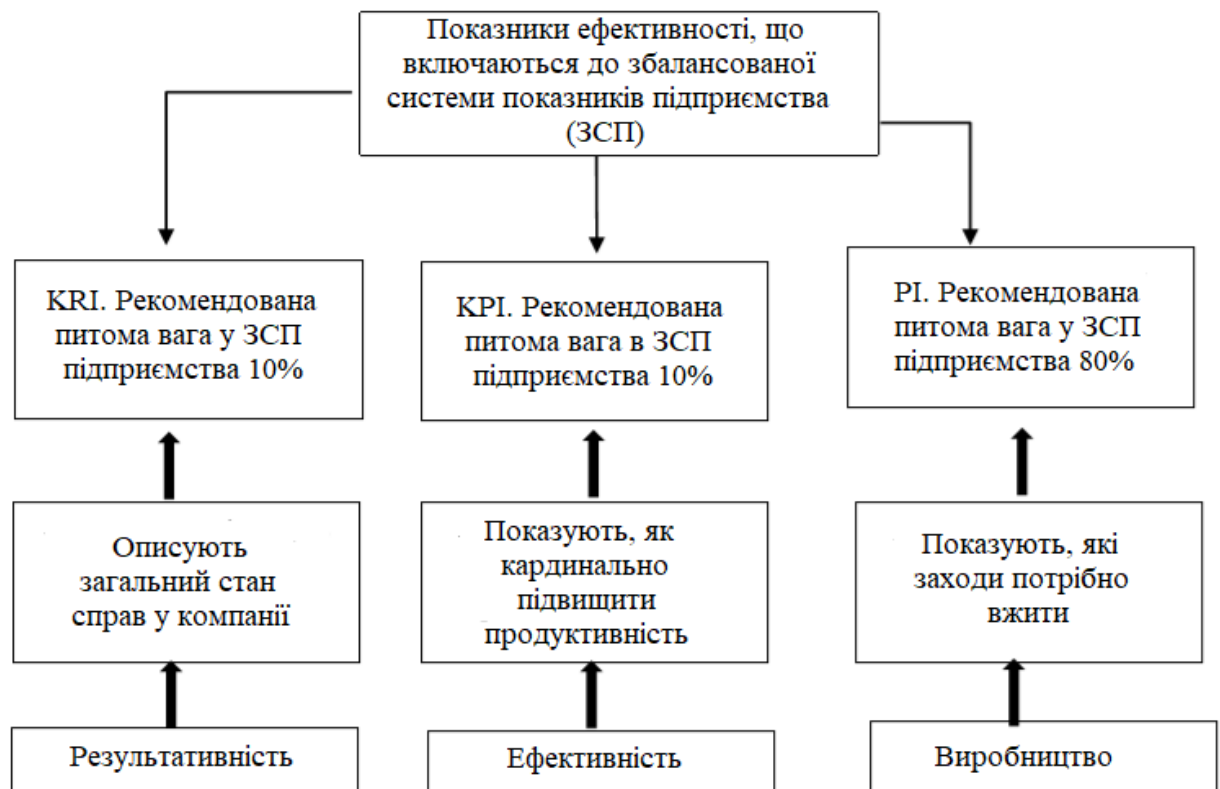 Показники ефективності, що
включаються до збалансованої
системи показників підприємства
(ЗСП)
KRI. Рекомендована
питома вага у ЗСП
підприємства 10%
KPI. Рекомендована
питома вага в ЗСП
підприємства 10%
PI. Рекомендована
питома вага у ЗСП
підприємства 80%
Описують
загальний стан
справ у компанії
Показують, як
кардинально
підвищити
продуктивність
Показують, які
заходи потрібно
вжити
Результативність
Ефективність
Виробництво